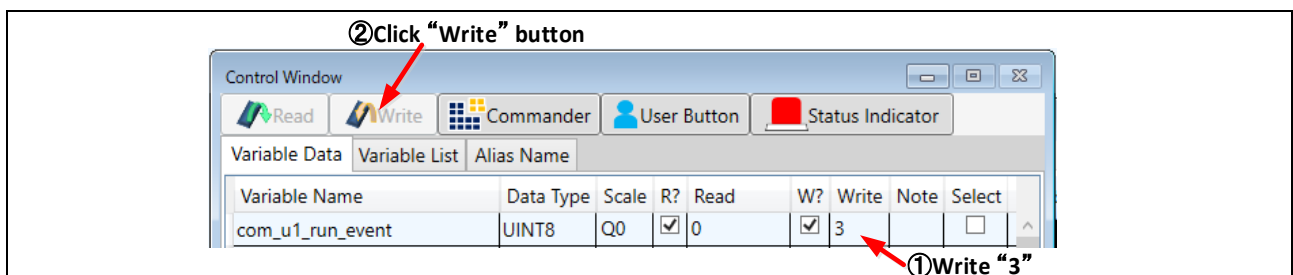 ②Click “Write” button
Control Window
Read Write Commander User Button Status Indicator
Variable Data Variable List Alias Name
Variable Name Data Type Scale R? Read W? Write Note Select
com_u1_run_event UINT8 Q0 0 3
①Write “3”